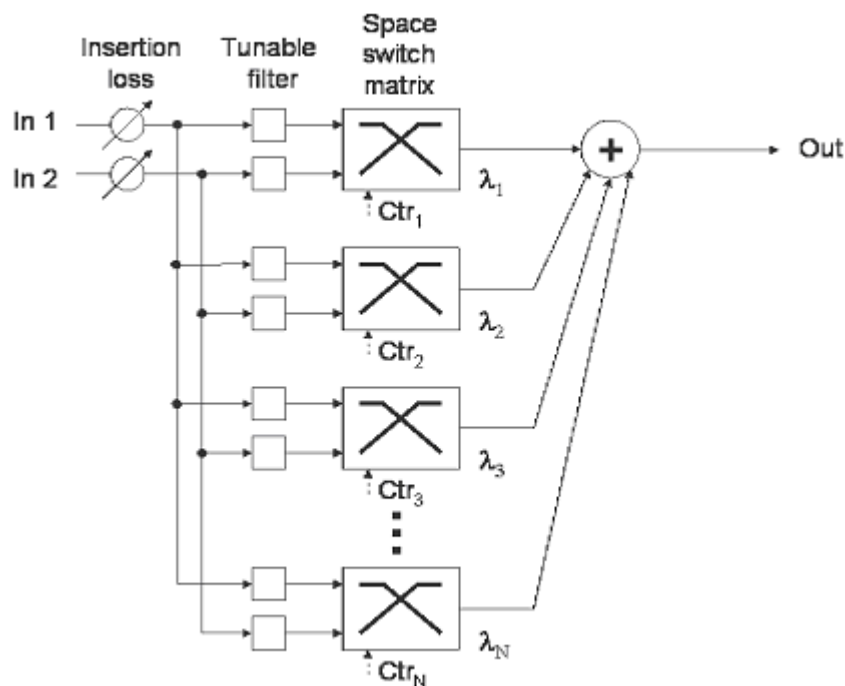 Insertion
loss
Tunable
filter
Space
switch
matrix
In 1
In 2
+
Out
λ1
Ctr1
λ2
Ctr2
λ3
Ctr3
λN
CtrN